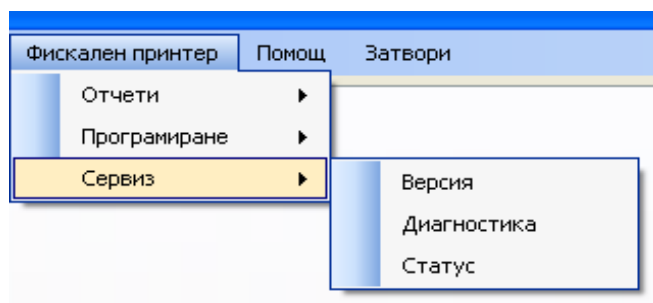 Фискален принтер Помощ Затвори
Отчети
Програмиране
Сервиз
Версия
Диагностика
Статус